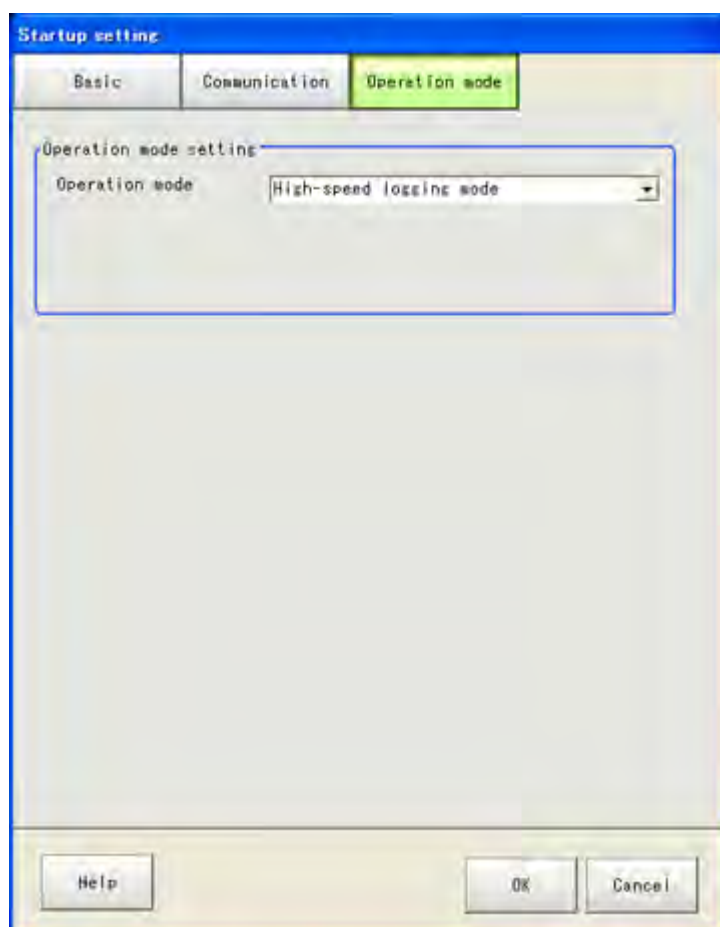 Startup setting
Basic Communication Operation mode
Operation mode setting
Operation mode High-speed logging mode
Help OK Cancel